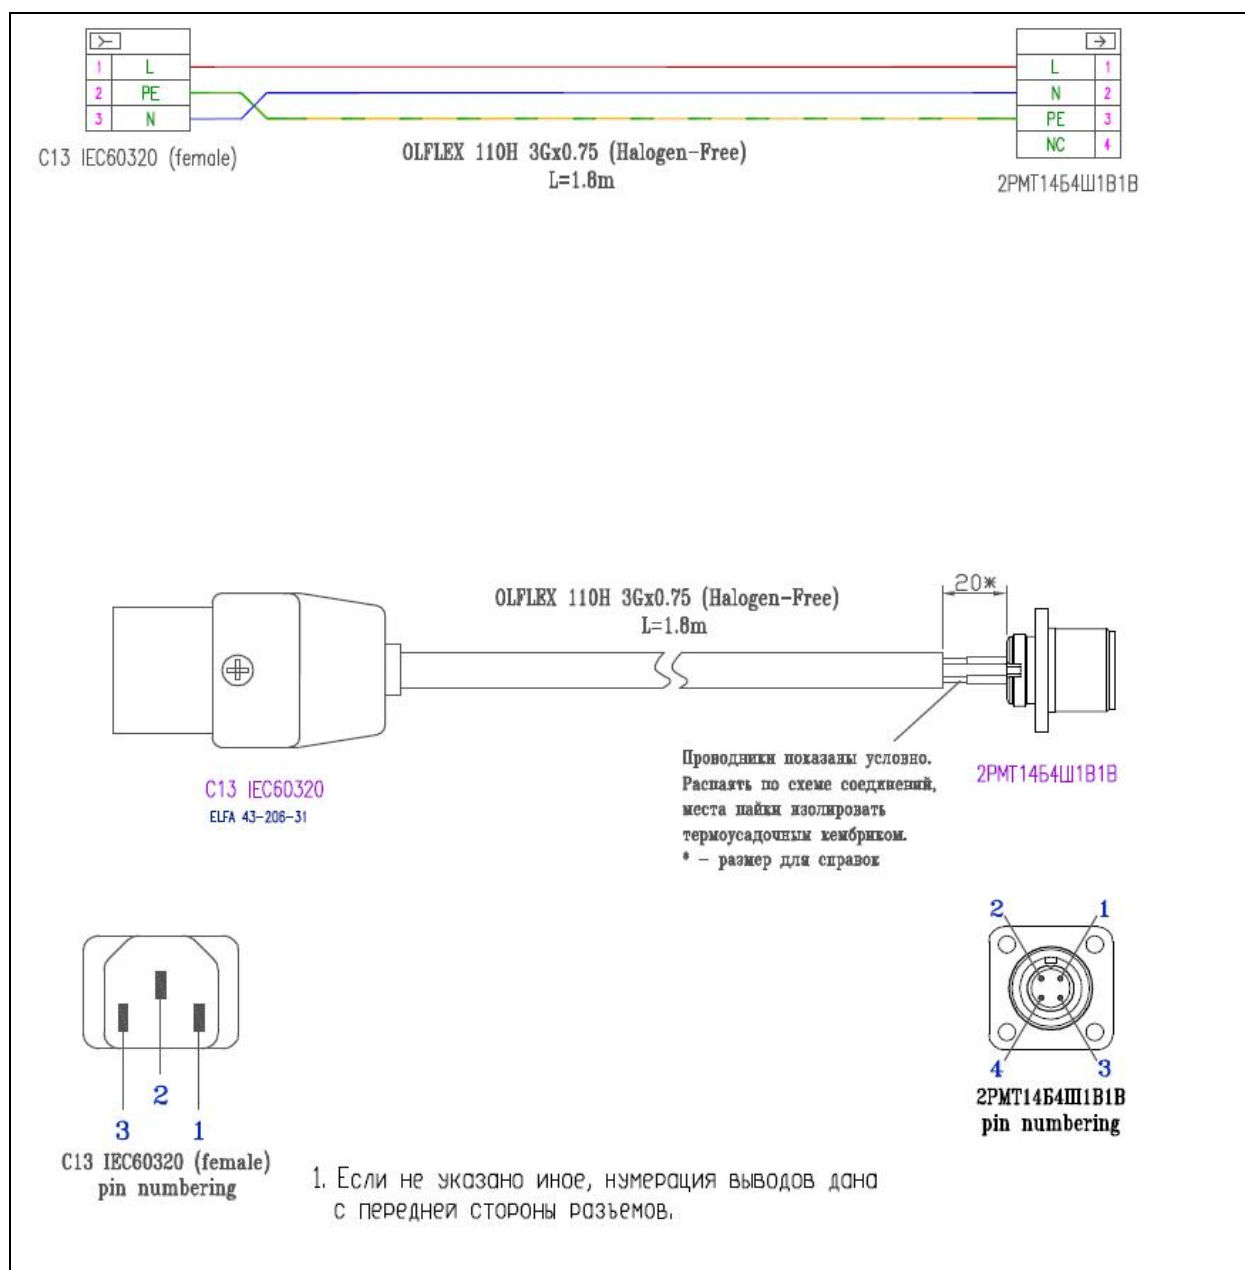 1 L
2 PE
3 N
C13 IEC60320 (female)
OLFLEX 110H 3Gx0.75 (Halogen-Free)
L=1.8m
L 1
N 2
PE 3
NC 4
2РМТ14Б4Ш1В1В
OLFLEX 110H 3Gx0.75 (Halogen-Free)
L=1.8m
20*
C13 IEC60320
ELFA 43-206-31
Проводники показаны условно.
Распаять по схеме соединений,
места пайки изолировать
термоусадочным кембриком.
* - размер для справок
2РМТ14Б4Ш1В1В
2
3 1
C13 IEC60320 (female)
pin numbering
2 1
4 3
2РМТ14Б4Ш1В1В
pin numbering
1. Если не указано иное, нумерация выводов дана
с передней стороны разъемов.